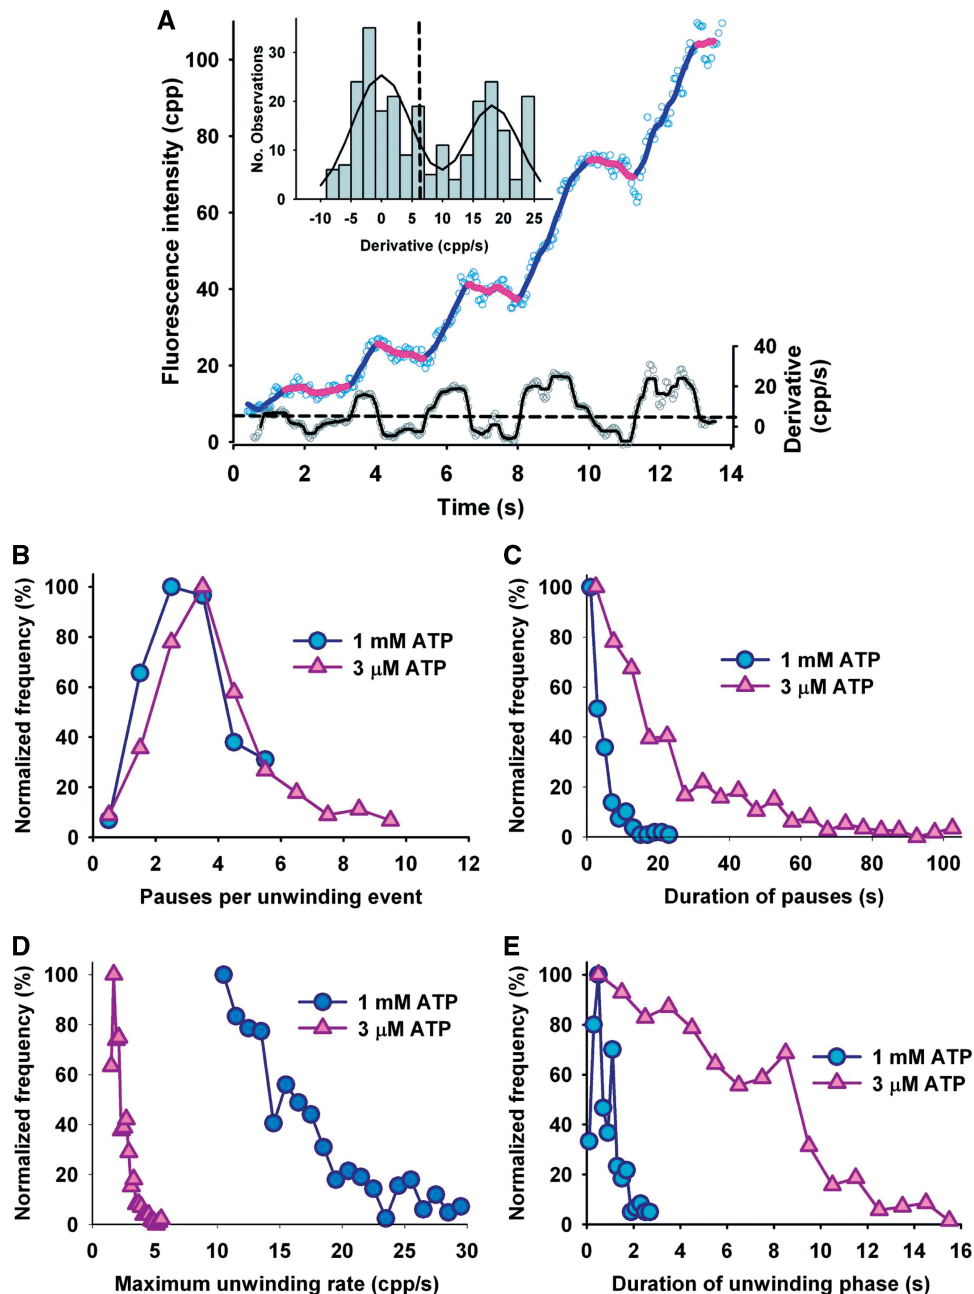 A
Fluorescence intensity (cpp)
100
80
60
40
20
0
No. Observations
30
20
10
0
-10 -5 0 5 10 15 20 25
Derivative (cpp/s)
40
20
0
Derivative
(cpp/s)
0 2 4 6 8 10 12 14
Time (s)
B
Normalized frequency (%)
100
80
60
40
20
0
1 mM ATP
3 μM ATP
0 2 4 6 8 10 12
Pauses per unwinding event
C
Normalized frequency (%)
100
80
60
40
20
0
1 mM ATP
3 μM ATP
0 20 40 60 80 100
Duration of pauses (s)
D
Normalized frequency (%)
100
80
60
40
20
0
1 mM ATP
3 μM ATP
0 5 10 15 20 25 30
Maximum unwinding rate (cpp/s)
E
Normalized frequency (%)
100
80
60
40
20
0
1 mM ATP
3 μM ATP
0 2 4 6 8 10 12 14 16
Duration of unwinding phase (s)